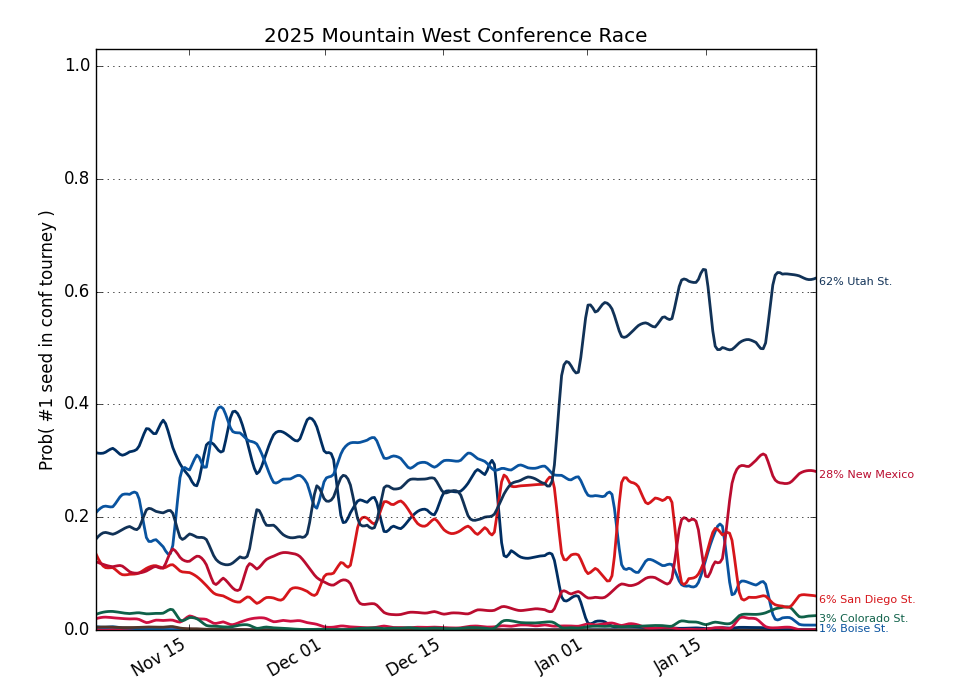 2025 Mountain West Conference Race
Prob( #1 seed in conf tourney )
1.0
0.8
0.6
0.4
0.2
0.0
Nov 15
Dec 01
Dec 15
Jan 01
Jan 15
62% Utah St.
28% New Mexico
6% San Diego St.
3% Colorado St.
1% Boise St.